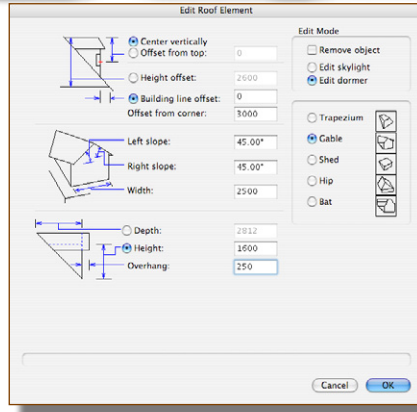 Edit Roof Element
Center vertically
Offset from top: 0
Height offset: 2600
Building line offset: 0
Offset from corner: 3000
Left slope: 45.00°
Right slope: 45.00°
Width: 2500
Depth: 2812
Height: 1600
Overhang: 250
Edit Mode
Remove object
Edit skylight
Edit dormer
Trapezium
Gable
Shed
Hip
Bat
Cancel
OK